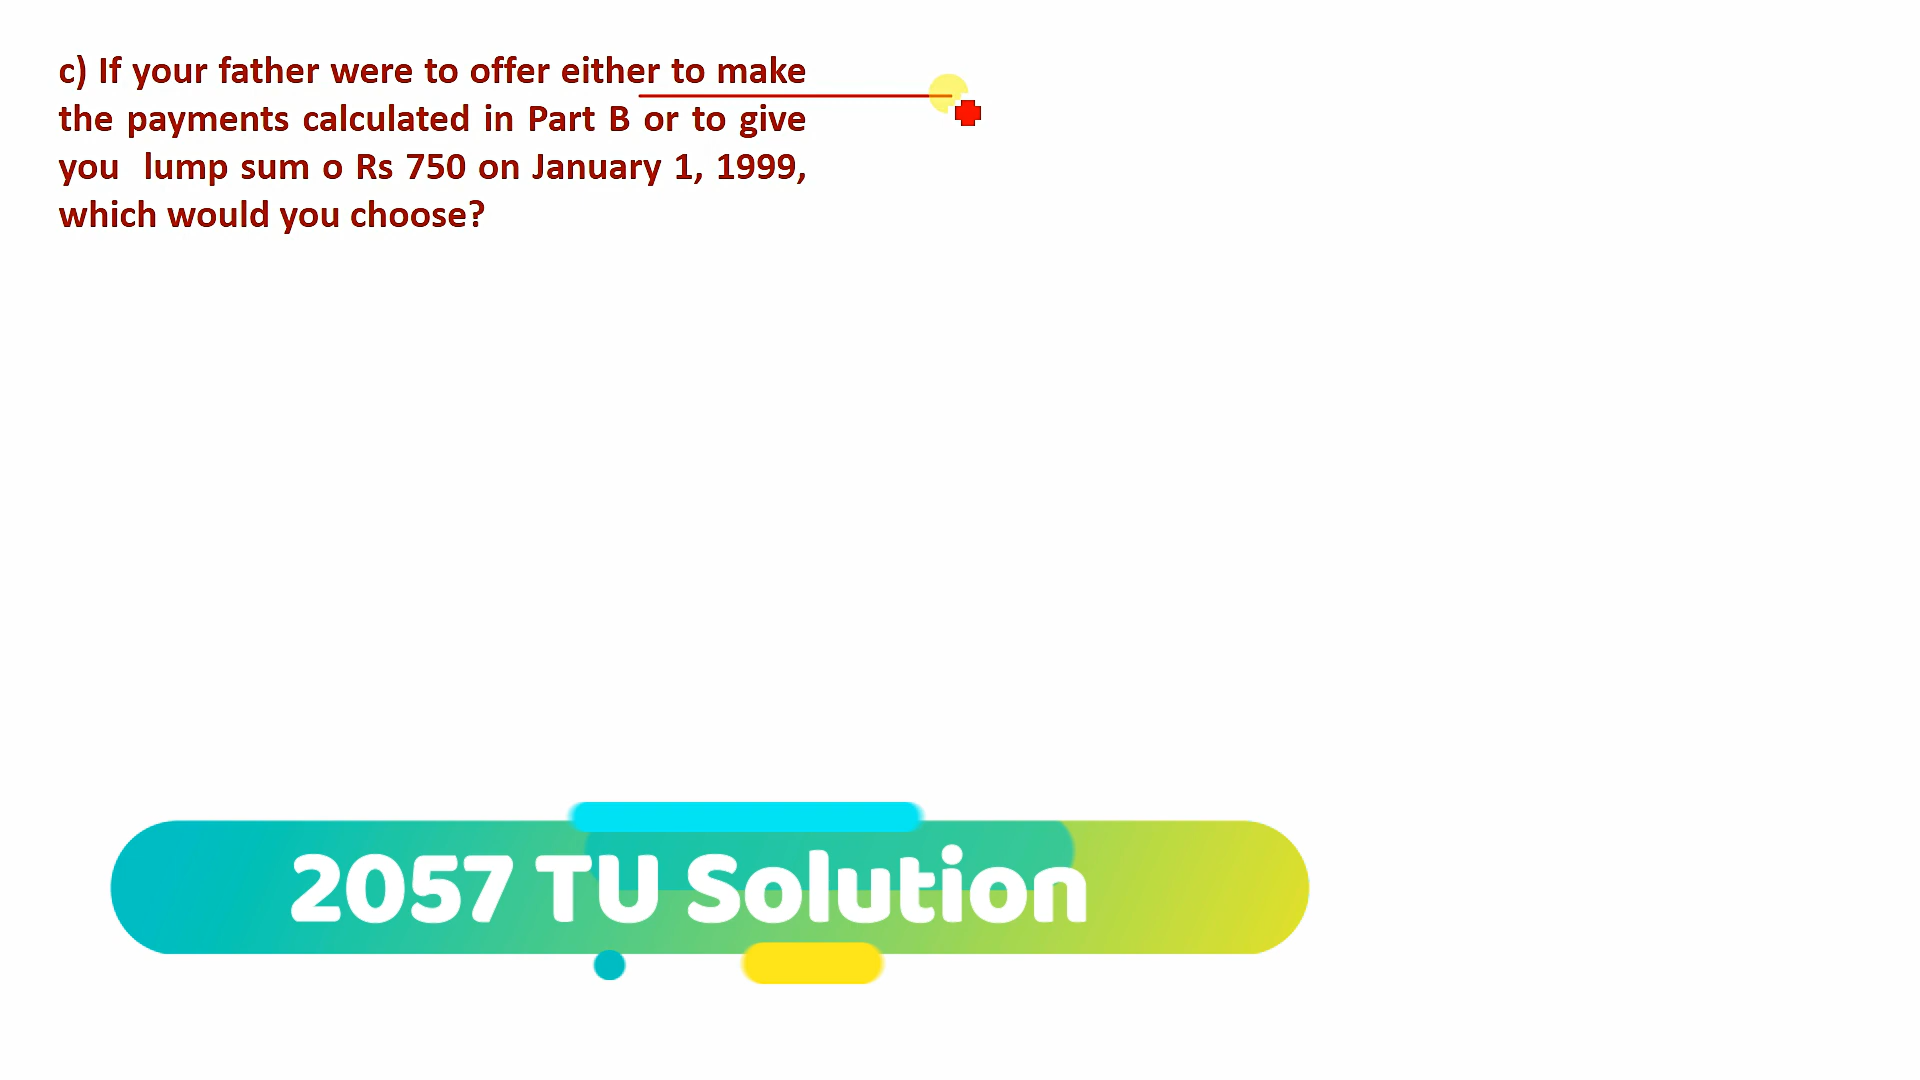 c) If your father were to offer either to make
the payments calculated in Part B or to give
you lump sum o Rs 750 on January 1, 1999,
which would you choose?
2057 TU Solution